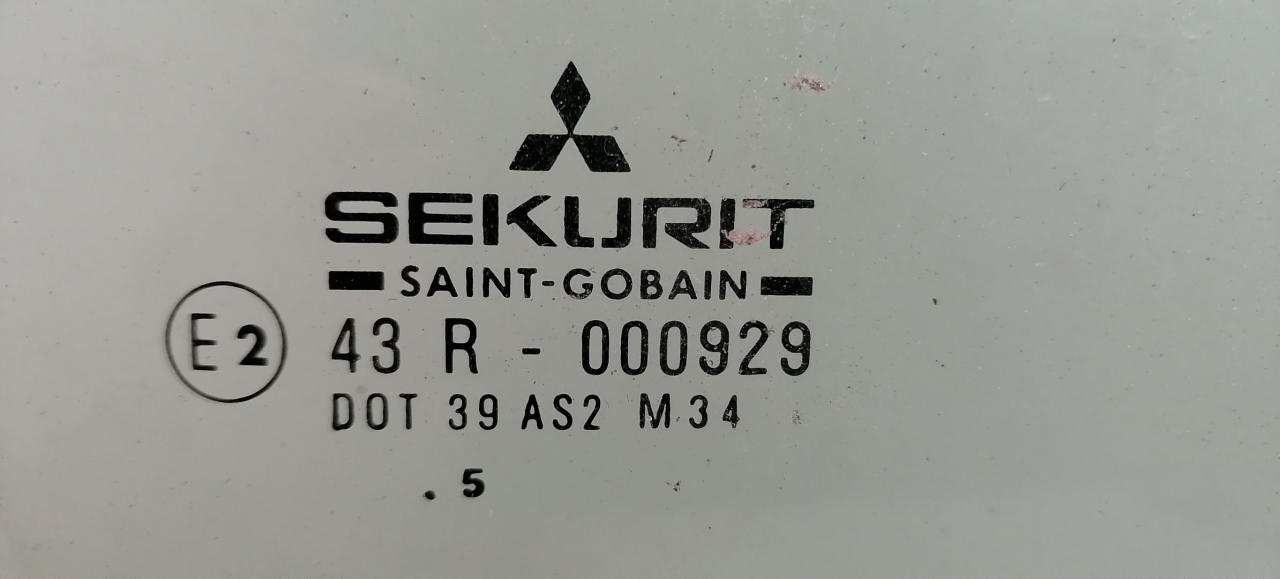 SEKURIT
SAINT-GOBAIN
E2 43 R - 000929
DOT 39 AS2 M34
. 5